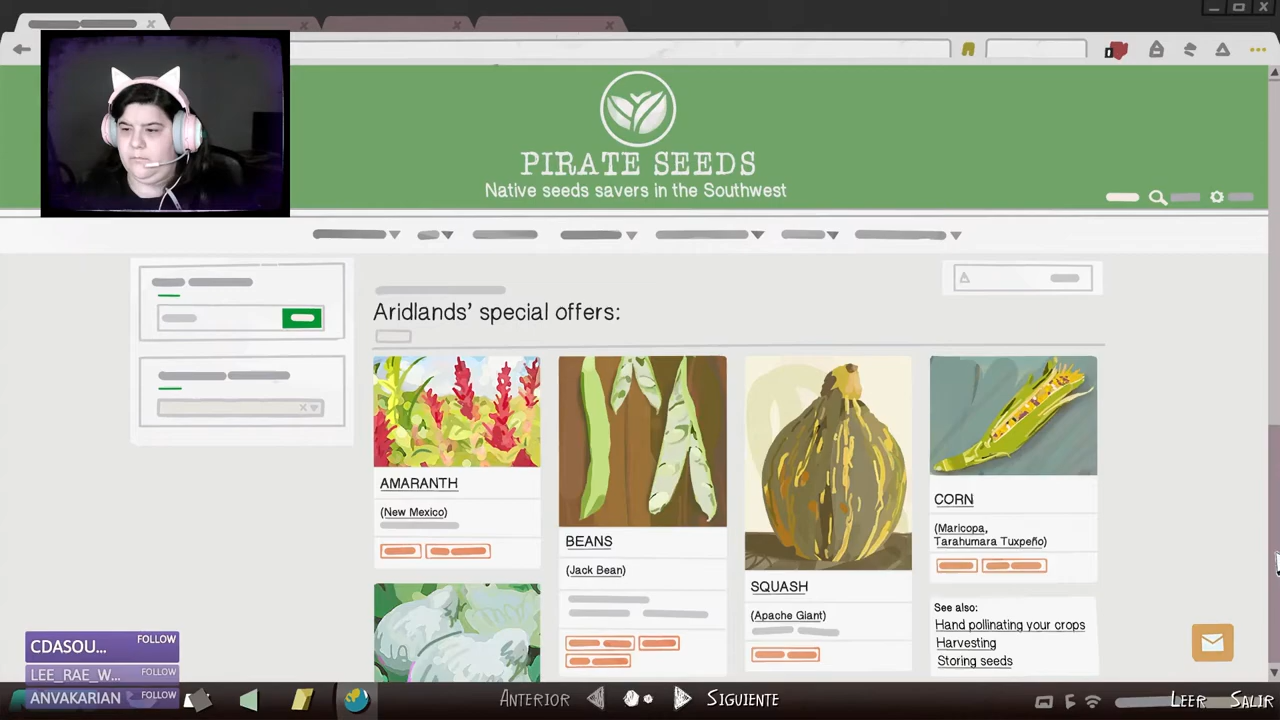 PIRATE SEEDS
Native seeds savers in the Southwest
Aridlands' special offers:
AMARANTH
(New Mexico)
BEANS
(Jack Bean)
SQUASH
(Apache Giant)
CORN
(Maricopa,
Tarahumara Tuxpeño)
See also:
Hand pollinating your crops
Harvesting
Storing seeds
CDASOU... FOLLOW
LEE_RAE_W... FOLLOW
ANVAKARIAN FOLLOW
ANTERIOR SIGUIENTE LEER SALIR